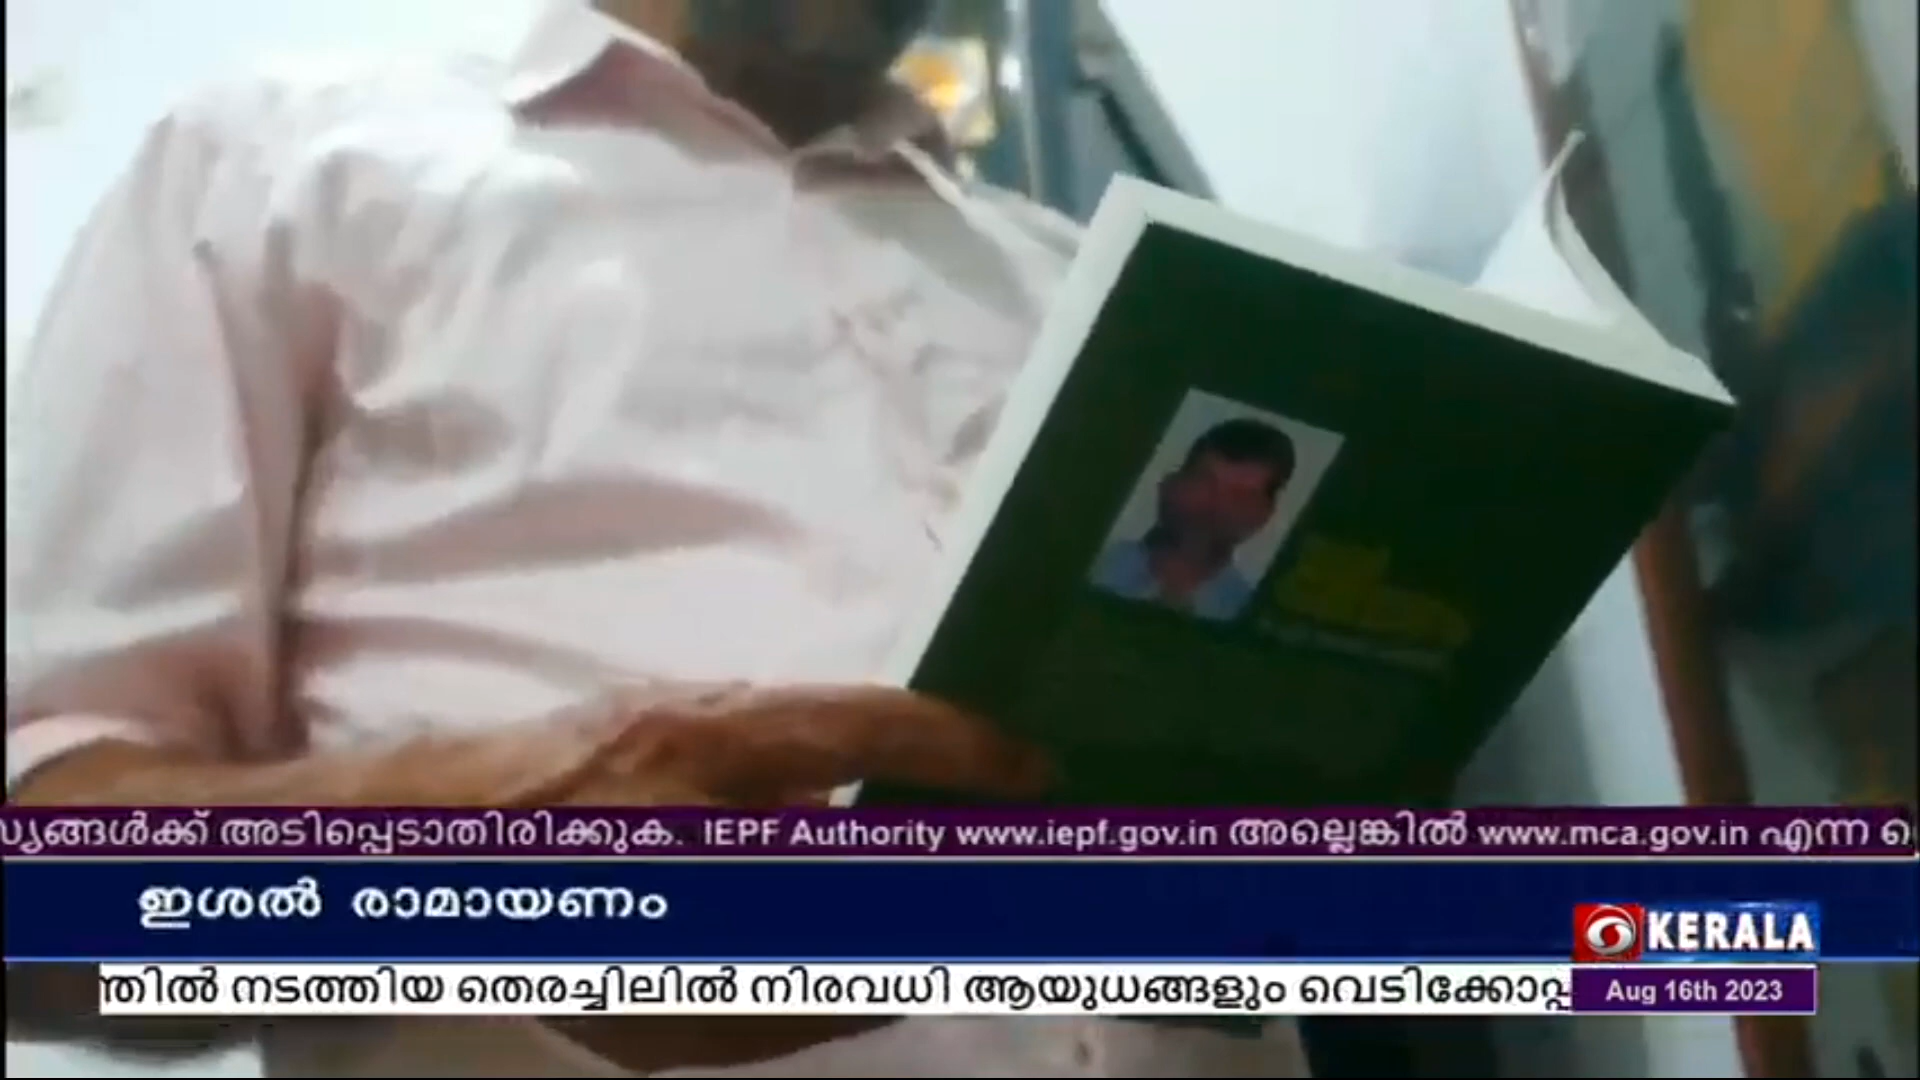 അടിപ്പെടാതിരിക്കുക. IEPF Authority www.iepf.gov.in അല്ലെങ്കിൽ www.mca.gov.in എന്ന
ഇശൽ രാമായണം
KERALA
ത്തിൽ നടത്തിയ തെരച്ചിലിൽ നിരവധി ആയുധങ്ങളും വെടിക്കോപ്പ
Aug 16th 2023